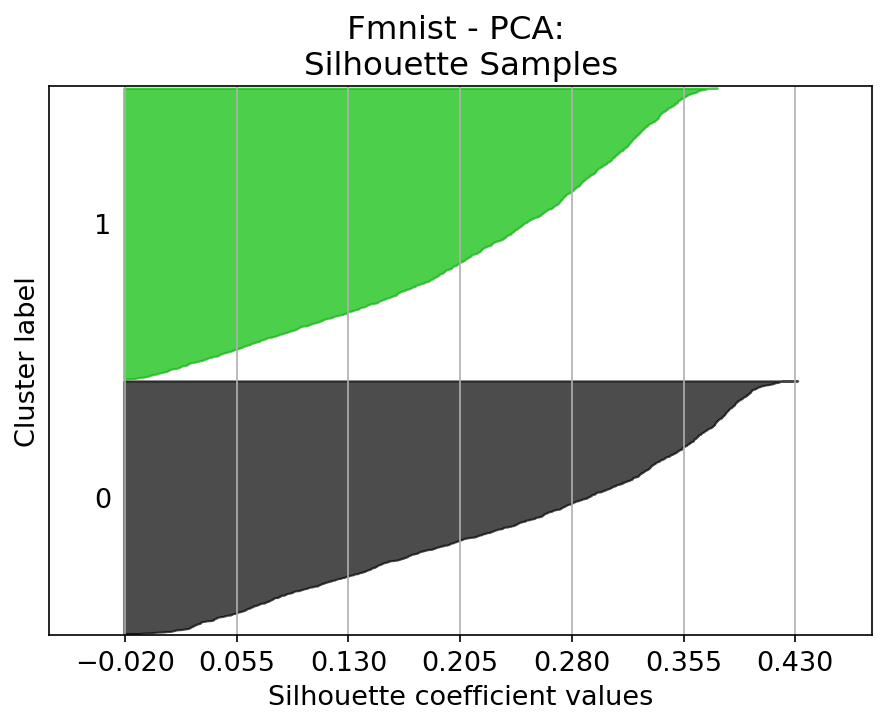 Fmnist - PCA:
Silhouette Samples
Cluster label
1
0
−0.020 0.055 0.130 0.205 0.280 0.355 0.430
Silhouette coefficient values